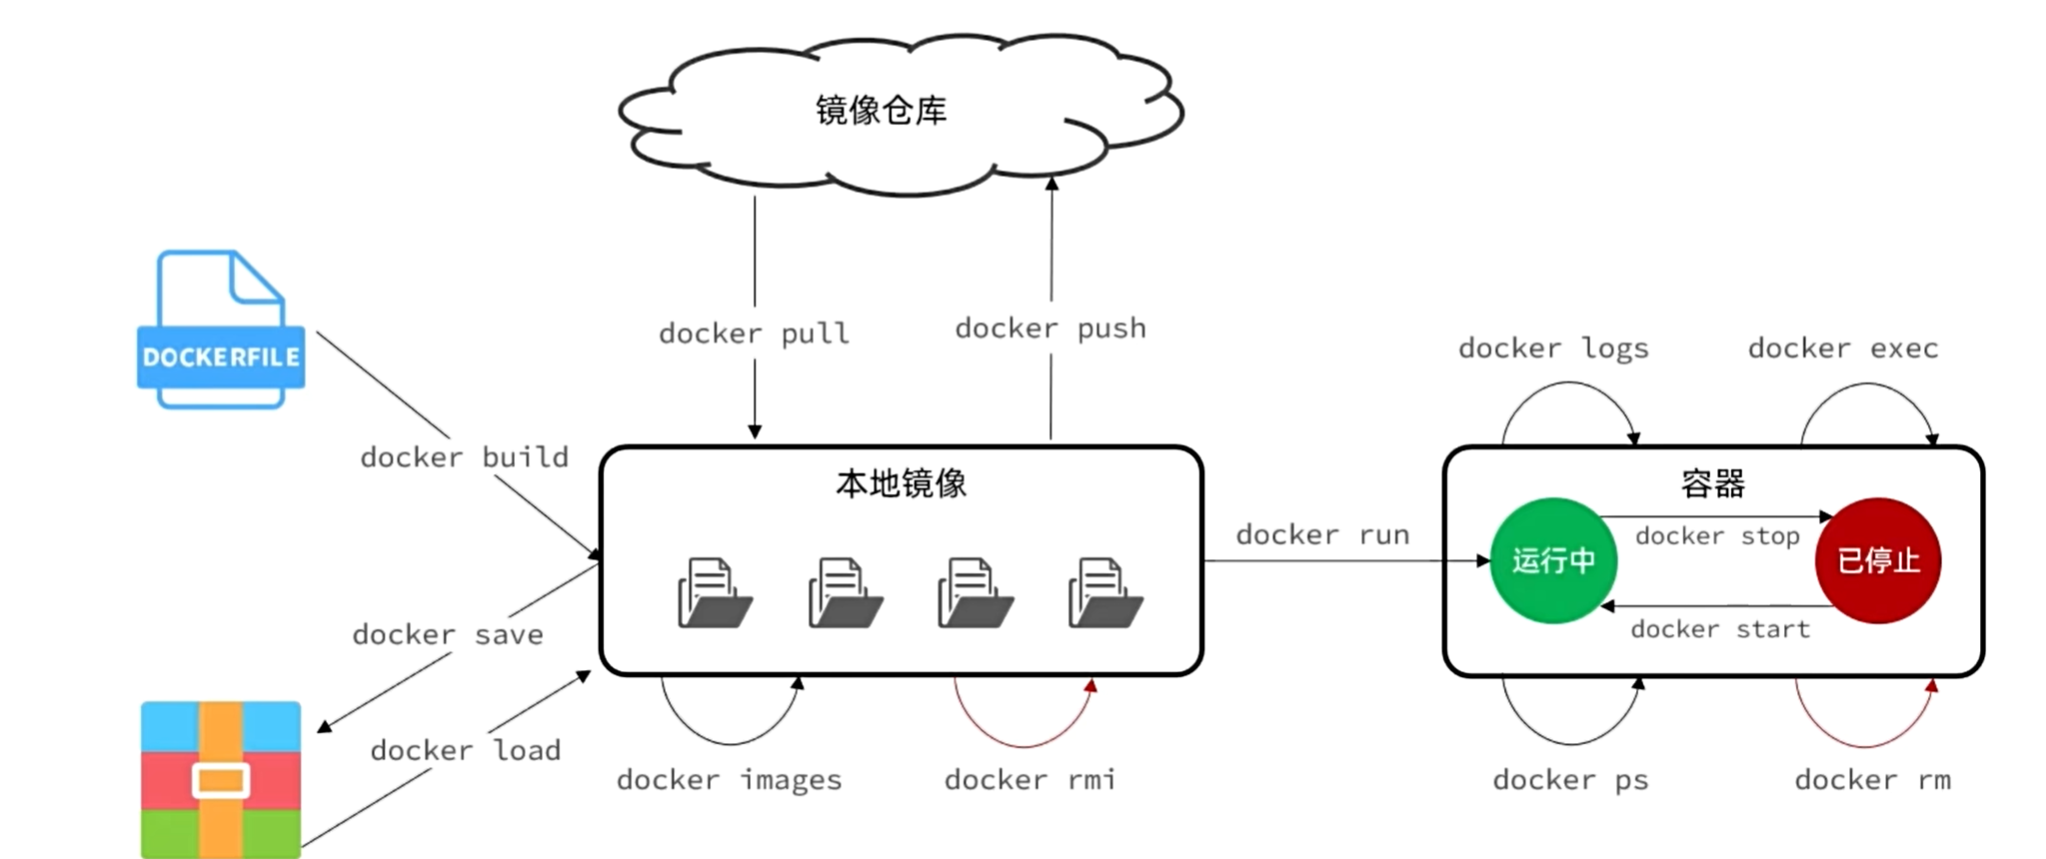 镜像仓库
docker pull
docker push
DOCKERFILE
docker build
docker logs
docker exec
本地镜像
docker run
容器
运行中
docker stop
已停止
docker start
docker save
docker load
docker images
docker rmi
docker ps
docker rm